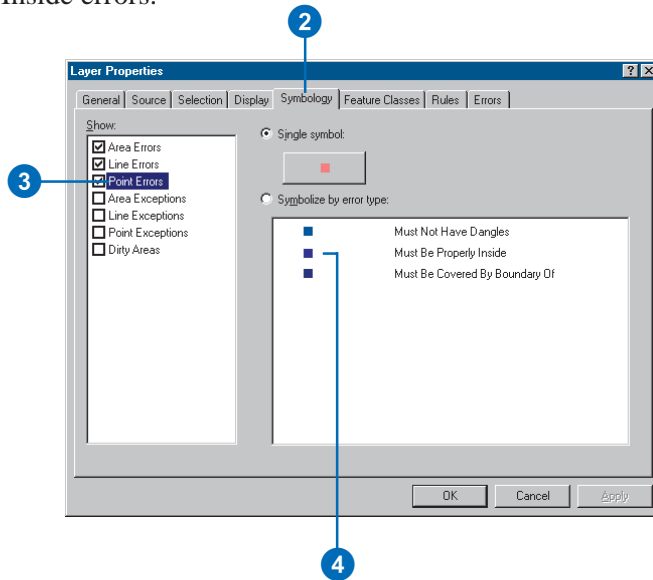 Inside errors.
2
Layer Properties
General Source Selection Display Symbology Feature Classes Rules Errors
Show:
Area Errors
Line Errors
Point Errors
Area Exceptions
Line Exceptions
Point Exceptions
Dirty Areas
3
Single symbol:
Symbolize by error type:
Must Not Have Dangles
Must Be Properly Inside
Must Be Covered By Boundary Of
OK Cancel Apply
4